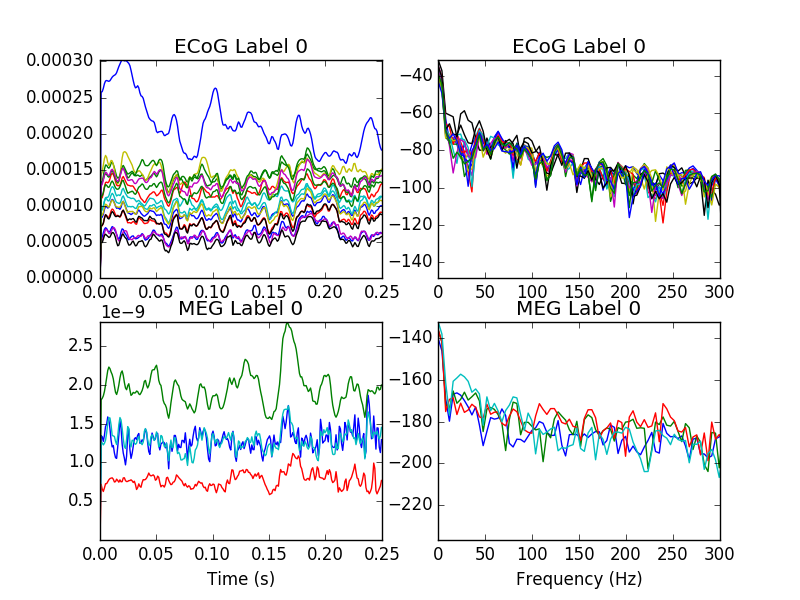 ECoG Label 0
ECoG Label 0
0.00030
0.00025
0.00020
0.00015
0.00010
0.00005
0.00000
0.00 0.05 0.10 0.15 0.20 0.25
−40
−60
−80
−100
−120
−140
0 50 100 150 200 250 300
1e−9
MEG Label 0
MEG Label 0
2.5
2.0
1.5
1.0
0.5
0.00 0.05 0.10 0.15 0.20 0.25
Time (s)
−140
−160
−180
−200
−220
0 50 100 150 200 250 300
Frequency (Hz)